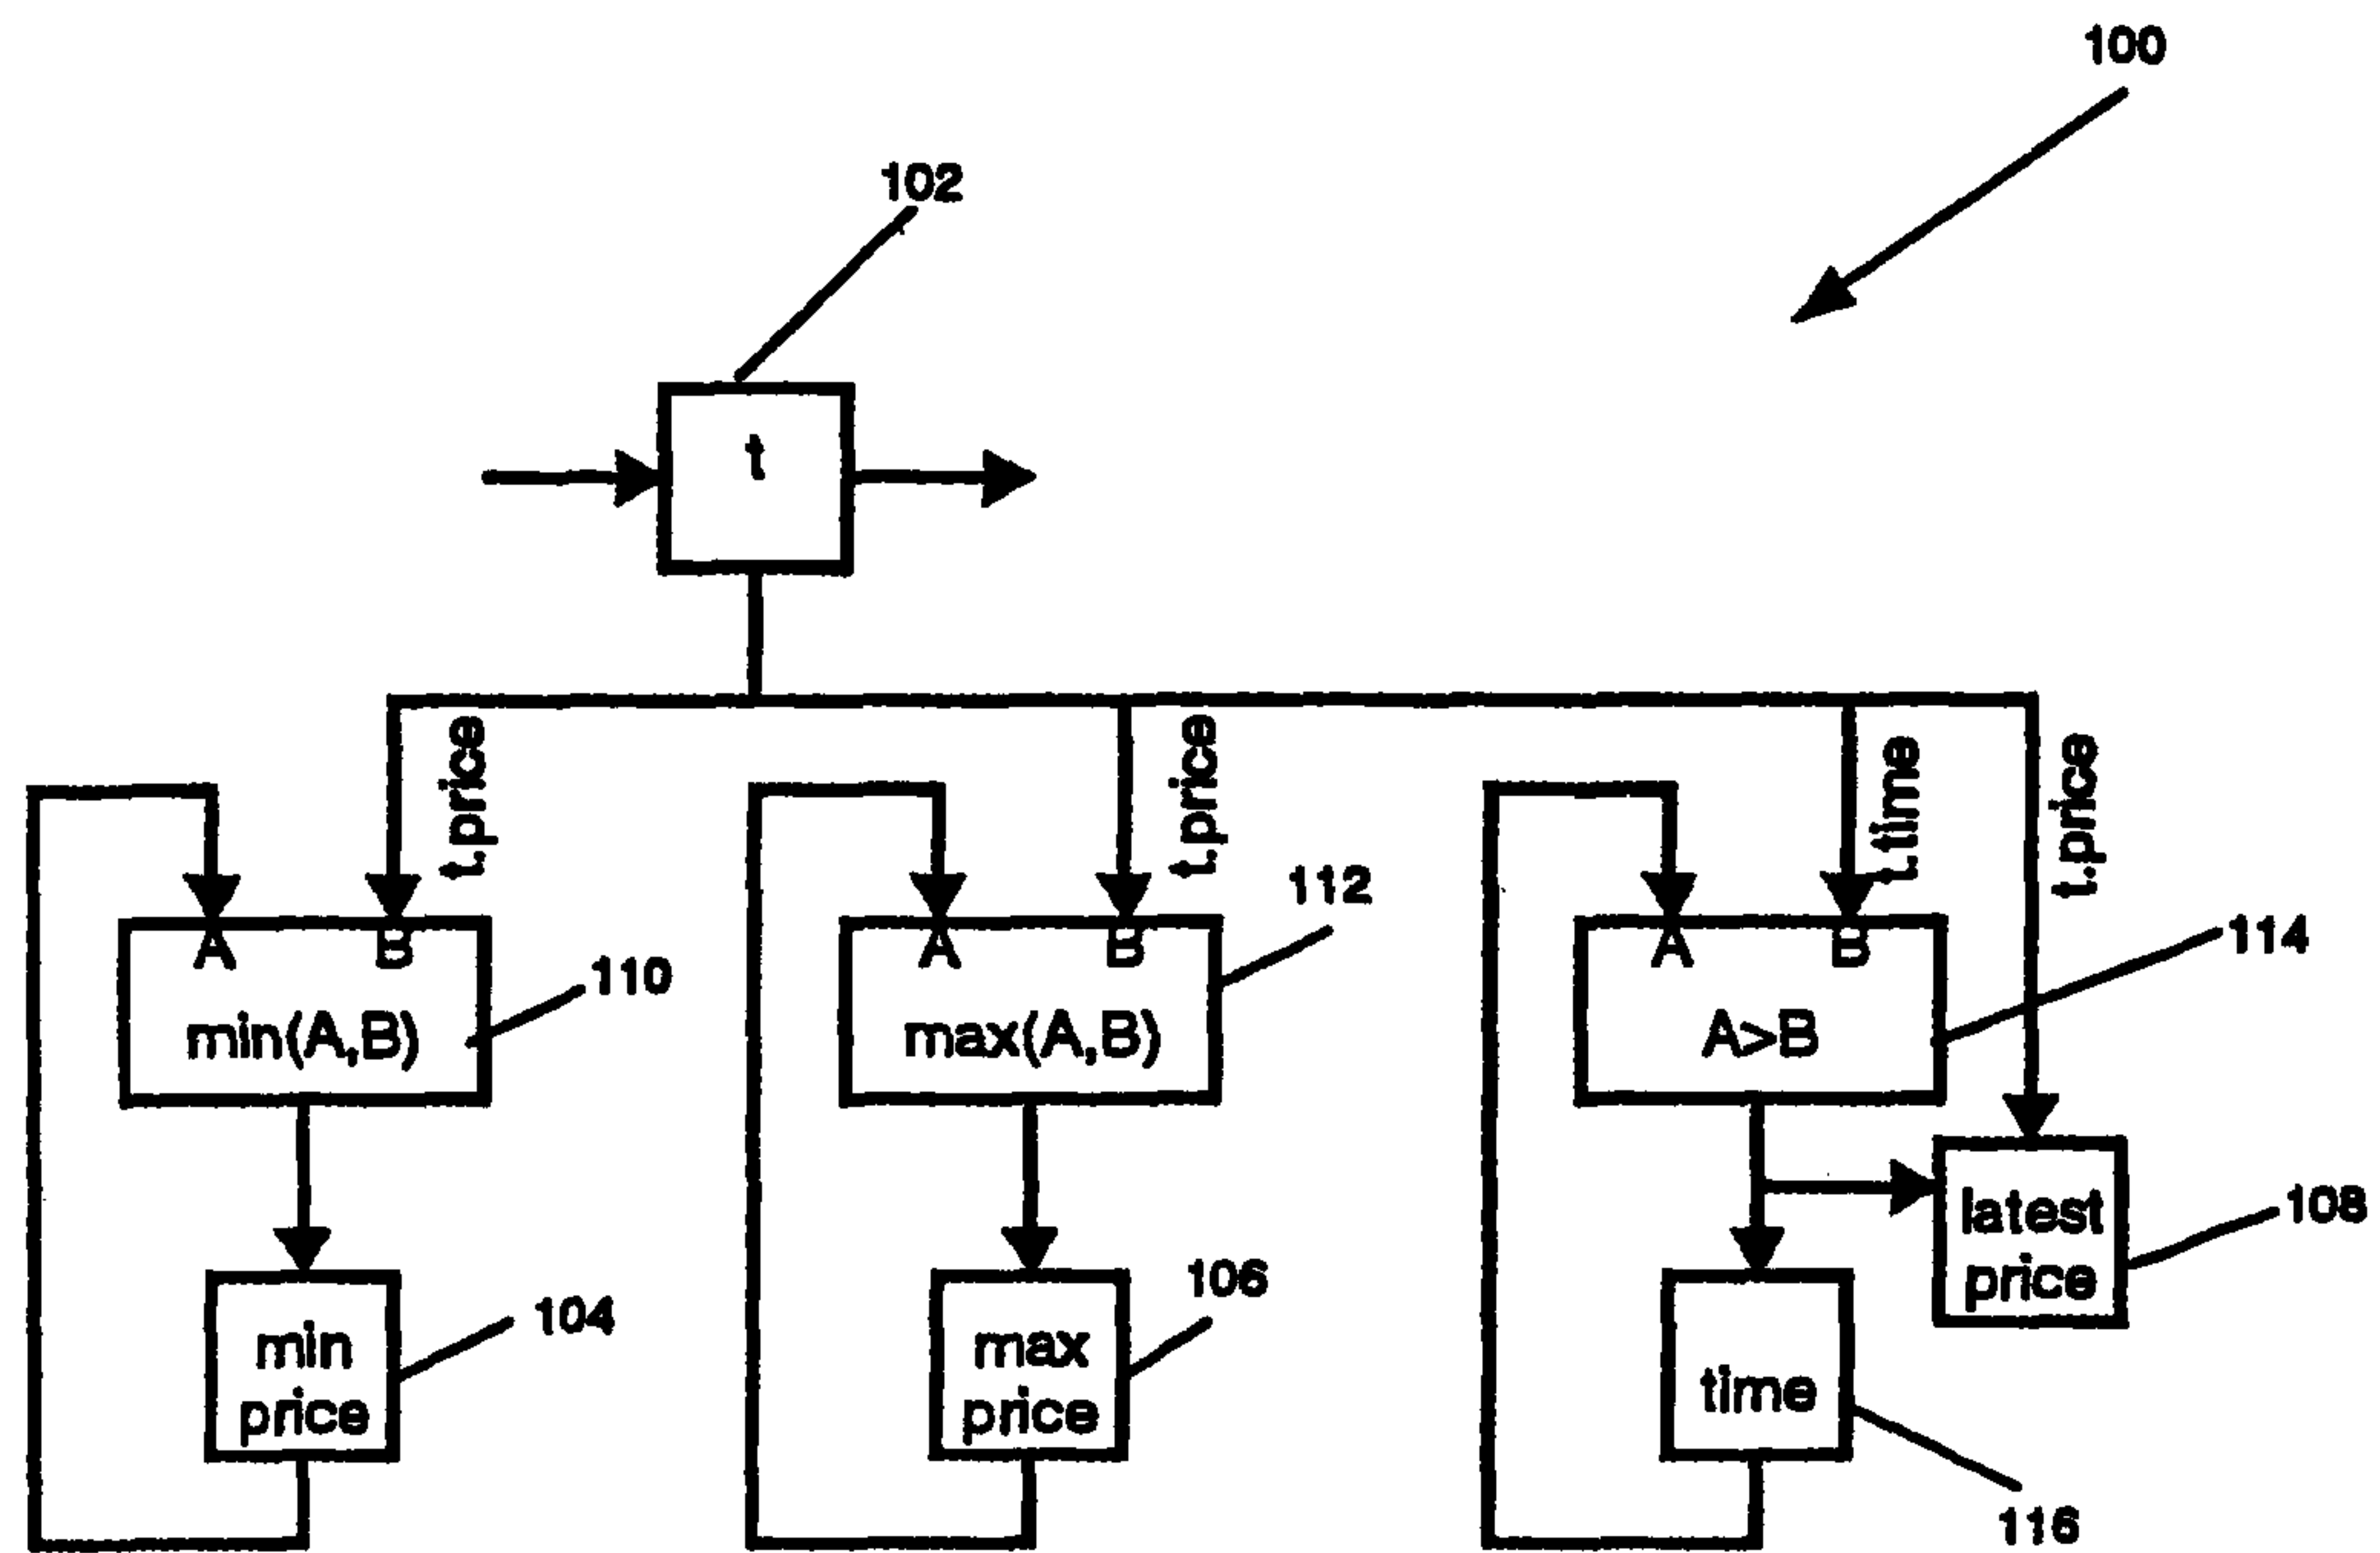 100
102
t
t.price
t.price
t.time
t.price
A B
min(A,B)
110
A B
max(A,B)
112
A B
A>B
114
min
price
104
max
price
106
time
116
latest
price
108